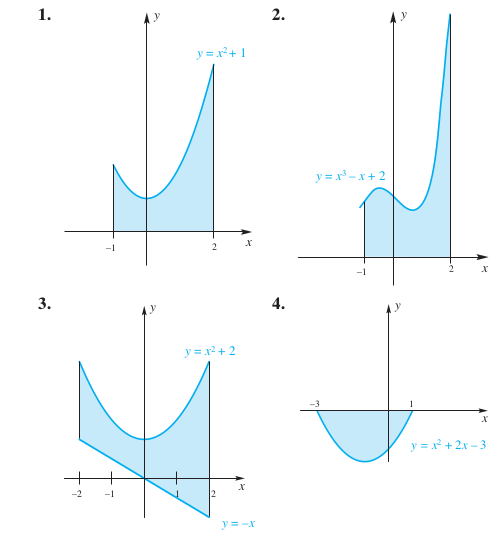 1.
y
y = x² + 1
−1
2
x
2.
y
y = x³ − x + 2
−1
2
x
3.
y
y = x² + 2
−2
−1
1
2
x
y = −x
4.
y
−3
1
x
y = x² + 2x − 3